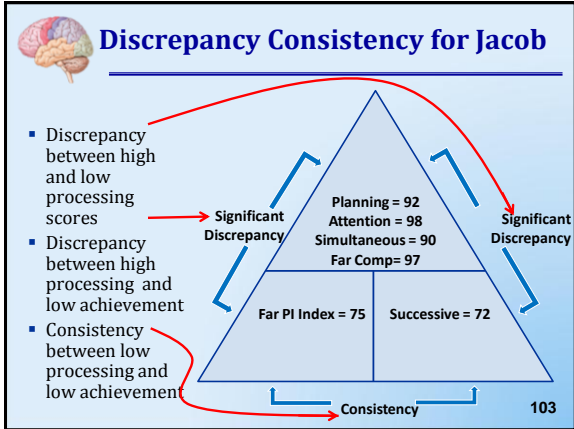 Discrepancy Consistency for Jacob
▪ Discrepancy
between high
and low
processing
scores
▪ Discrepancy
between high
processing and
low achievement
▪ Consistency
between low
processing and
low achievement
Significant
Discrepancy
Planning = 92
Attention = 98
Simultaneous = 90
Far Comp= 97
Significant
Discrepancy
Far PI Index = 75
Successive = 72
Consistency
103